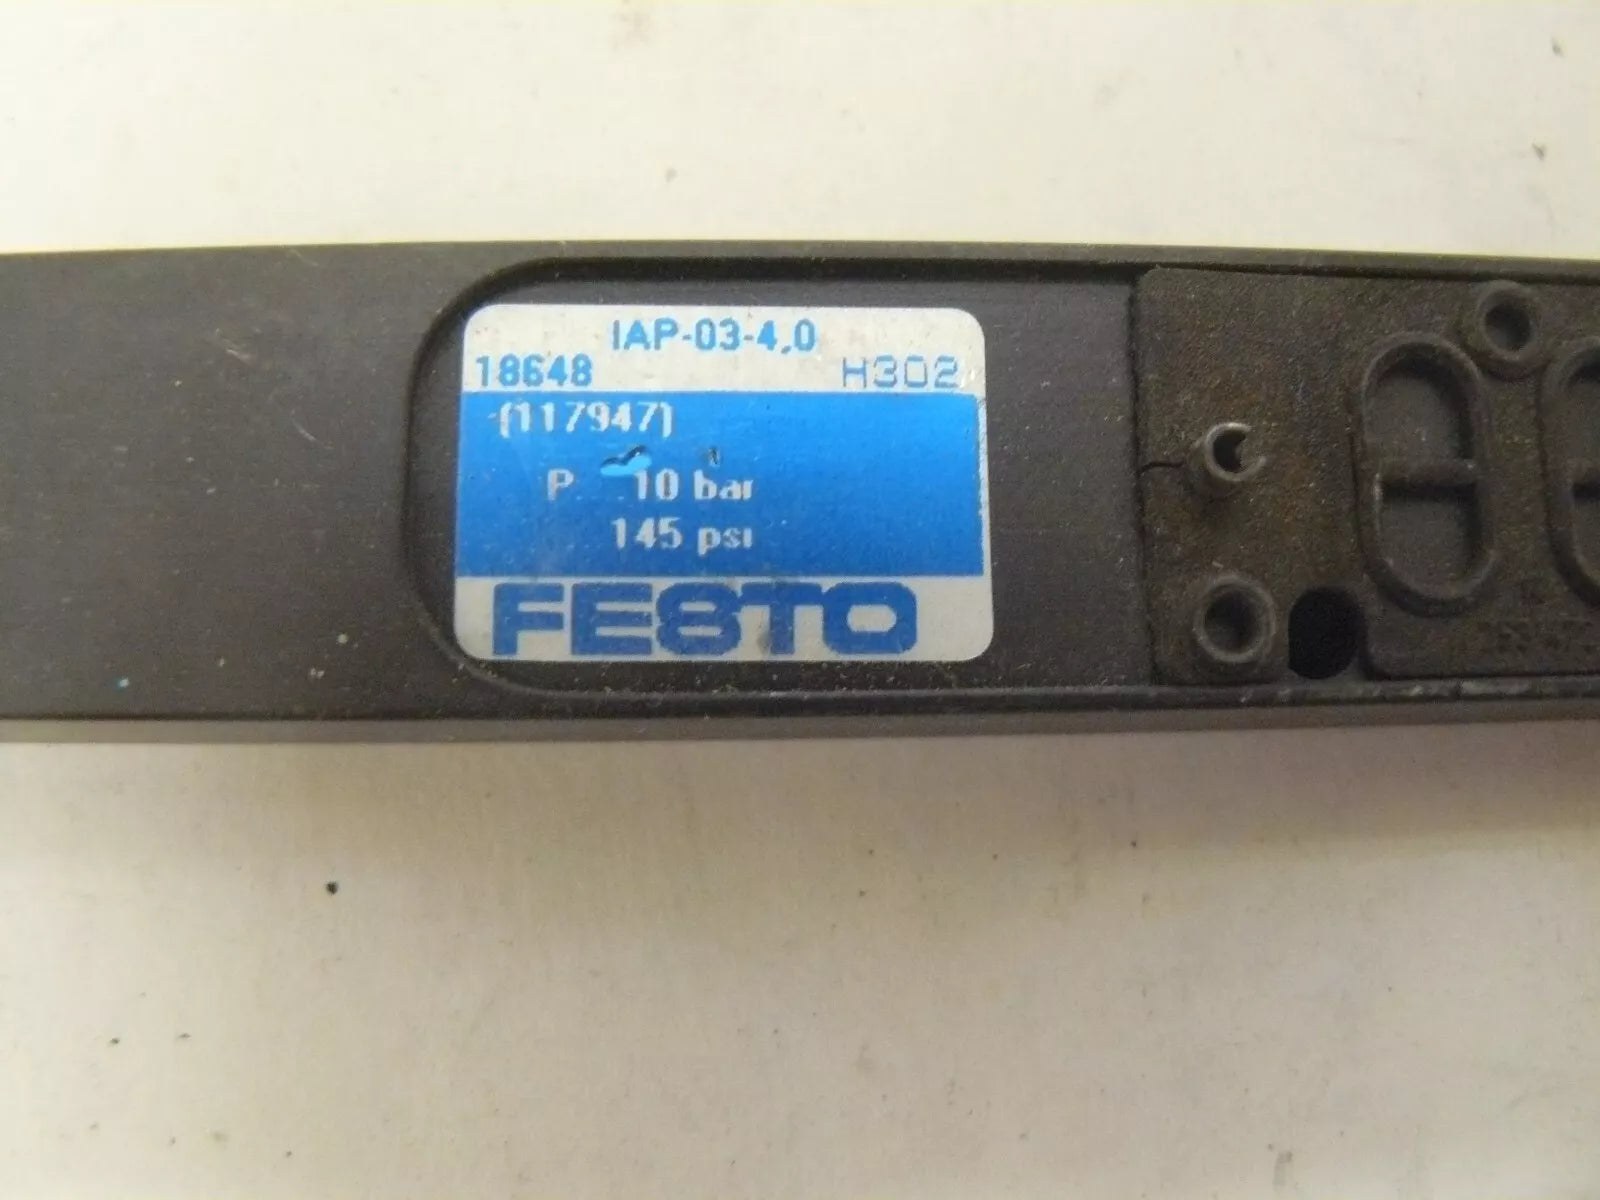 IAP-03-4,0
18648 H302
(117947)
P 10 bar
145 psi
FESTO